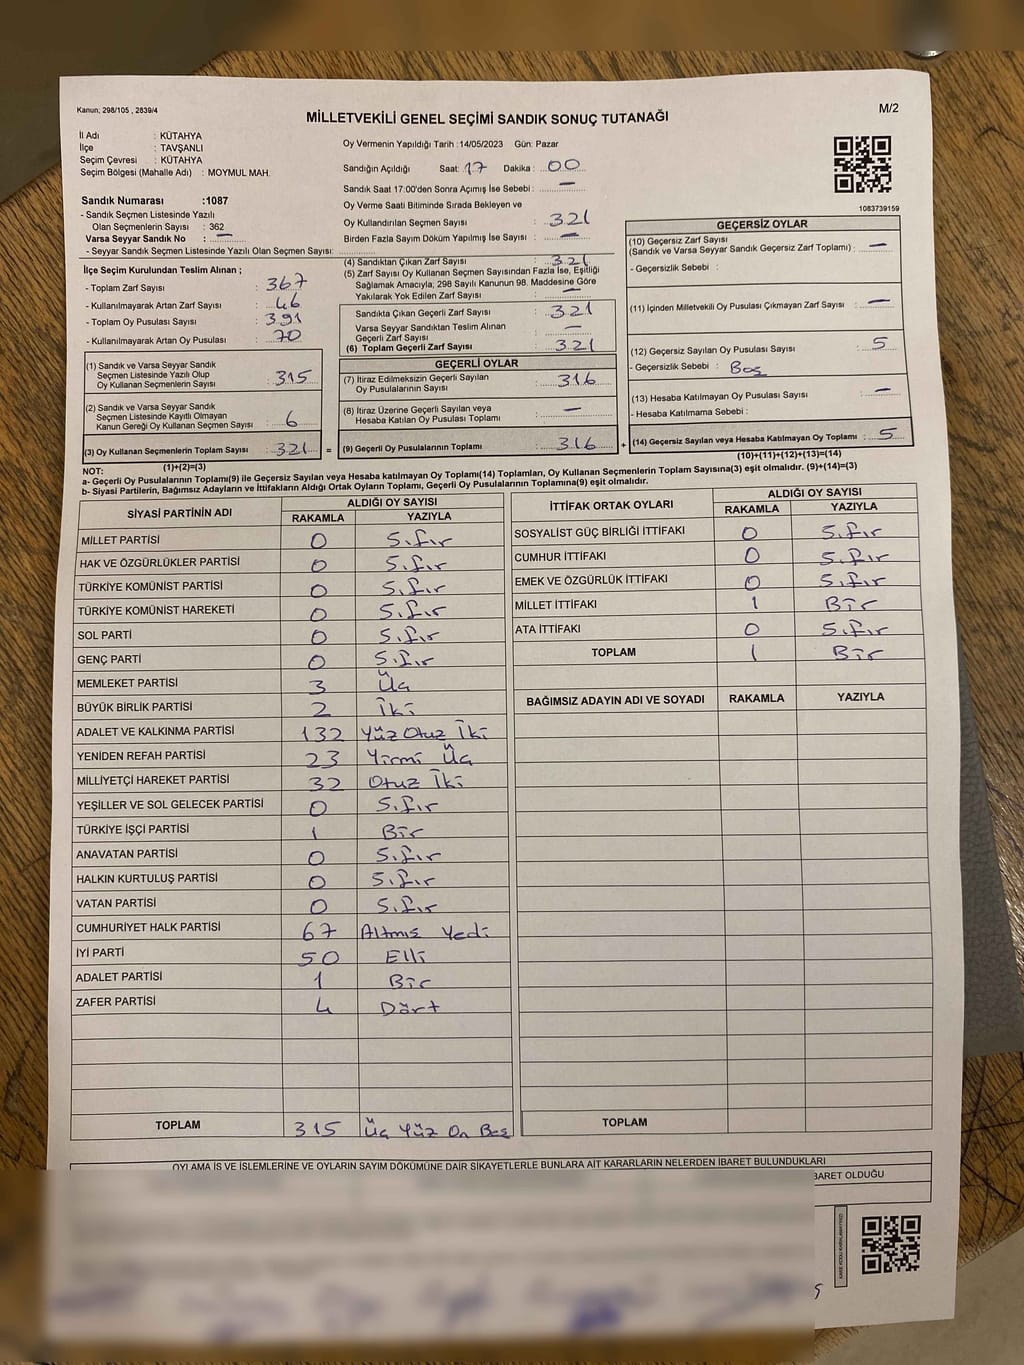 Kanun; 298/105 , 2839/4
M/2
MİLLETVEKİLİ GENEL SEÇİMİ SANDIK SONUÇ TUTANAĞI
İl Adı : KÜTAHYA
İlçe : TAVŞANLI
Seçim Çevresi : KÜTAHYA
Seçim Bölgesi (Mahalle Adı) : MOYMUL MAH.
Sandık Numarası :1087
- Sandık Seçmen Listesinde Yazılı
Olan Seçmenlerin Sayısı : 362
Varsa Seyyar Sandık No : —
- Seyyar Sandık Seçmen Listesinde Yazılı Olan Seçmen Sayısı:
İlçe Seçim Kurulundan Teslim Alınan ;
- Toplam Zarf Sayısı : 367
- Kullanılmayarak Artan Zarf Sayısı : 46
- Toplam Oy Pusulası Sayısı : 391
- Kullanılmayarak Artan Oy Pusulası : 70
(1) Sandık ve Varsa Seyyar Sandık
Seçmen Listesinde Yazılı Olup
Oy Kullanan Seçmenlerin Sayısı : 315
(2) Sandık ve Varsa Seyyar Sandık
Seçmen Listesinde Kayıtlı Olmayan
Kanun Gereği Oy Kullanan Seçmen Sayısı : 6
(3) Oy Kullanan Seçmenlerin Toplam Sayısı : 321 =
(1)+(2)=(3)
Oy Vermenin Yapıldığı Tarih :14/05/2023 Gün: Pazar
Sandığın Açıldığı Saat: 17 Dakika : 00
Sandık Saat 17:00'den Sonra Açımış İse Sebebi : —
Oy Verme Saati Bitiminde Sırada Bekleyen ve
Oy Kullandırılan Seçmen Sayısı : 321
Birden Fazla Sayım Döküm Yapılmış İse Sayısı : —
(4) Sandıktan Çıkan Zarf Sayısı : 321
(5) Zarf Sayısı Oy Kullanan Seçmen Sayısından Fazla İse, Eşitliği
Sağlamak Amacıyla, 298 Sayılı Kanunun 98. Maddesine Göre
Yakılarak Yok Edilen Zarf Sayısı : —
Sandıkta Çıkan Geçerli Zarf Sayısı : 321
Varsa Seyyar Sandıktan Teslim Alınan
Geçerli Zarf Sayısı : —
(6) Toplam Geçerli Zarf Sayısı : 321
GEÇERLİ OYLAR
(7) İtiraz Edilmeksizin Geçerli Sayılan
Oy Pusulalarının Sayısı : 316
(8) İtiraz Üzerine Geçerli Sayılan veya
Hesaba Katılan Oy Pusulası Toplamı : —
(9) Geçerli Oy Pusulalarının Toplamı : 316 +
1083739159
GEÇERSİZ OYLAR
(10) Geçersiz Zarf Sayısı
(Sandık ve Varsa Seyyar Sandık Geçersiz Zarf Toplamı) : —
- Geçersizlik Sebebi :
(11) İçinden Milletvekili Oy Pusulası Çıkmayan Zarf Sayısı : —
(12) Geçersiz Sayılan Oy Pusulası Sayısı : 5
- Geçersizlik Sebebi : Boş
(13) Hesaba Katılmayan Oy Pusulası Sayısı : —
- Hesaba Katılmama Sebebi :
(14) Geçersiz Sayılan veya Hesaba Katılmayan Oy Toplamı : 5
(10)+(11)+(12)+(13)=(14)
NOT:
a- Geçerli Oy Pusulalarının Toplamı(9) ile Geçersiz Sayılan veya Hesaba katılmayan Oy Toplamı(14) Toplamları, Oy Kullanan Seçmenlerin Toplam Sayısına(3) eşit olmalıdır. (9)+(14)=(3)
b- Siyasi Partilerin, Bağımsız Adayların ve İttifakların Aldığı Ortak Oyların Toplamı, Geçerli Oy Pusulalarının Toplamına(9) eşit olmalıdır.
SİYASİ PARTİNİN ADI ALDIĞI OY SAYISI
RAKAMLA YAZIYLA
MİLLET PARTİSİ 0 Sıfır
HAK VE ÖZGÜRLÜKLER PARTİSİ 0 Sıfır
TÜRKİYE KOMÜNİST PARTİSİ 0 Sıfır
TÜRKİYE KOMÜNİST HAREKETİ 0 Sıfır
SOL PARTİ 0 Sıfır
GENÇ PARTİ 0 Sıfır
MEMLEKET PARTİSİ 3 Üç
BÜYÜK BİRLİK PARTİSİ 2 İki
ADALET VE KALKINMA PARTİSİ 132 Yüz Otuz İki
YENİDEN REFAH PARTİSİ 23 Yirmi Üç
MİLLİYETÇİ HAREKET PARTİSİ 32 Otuz İki
YEŞİLLER VE SOL GELECEK PARTİSİ 0 Sıfır
TÜRKİYE İŞÇİ PARTİSİ 1 Bir
ANAVATAN PARTİSİ 0 Sıfır
HALKIN KURTULUŞ PARTİSİ 0 Sıfır
VATAN PARTİSİ 0 Sıfır
CUMHURİYET HALK PARTİSİ 67 Altmış Yedi
İYİ PARTİ 50 Elli
ADALET PARTİSİ 1 Bir
ZAFER PARTİSİ 4 Dört
TOPLAM 315 Üç Yüz On Beş
İTTİFAK ORTAK OYLARI ALDIĞI OY SAYISI
RAKAMLA YAZIYLA
SOSYALİST GÜÇ BİRLİĞİ İTTİFAKI 0 Sıfır
CUMHUR İTTİFAKI 0 Sıfır
EMEK VE ÖZGÜRLÜK İTTİFAKI 0 Sıfır
MİLLET İTTİFAKI 1 Bir
ATA İTTİFAKI 0 Sıfır
TOPLAM 1 Bir
BAĞIMSIZ ADAYIN ADI VE SOYADI RAKAMLA YAZIYLA
TOPLAM
OYLAMA İŞ VE İŞLEMLERİNE VE OYLARIN SAYIM DÖKÜMÜNE DAİR ŞİKAYETLERLE BUNLARA AİT KARARLARIN NELERDEN İBARET BULUNDUKLARI
BARET OLDUĞU